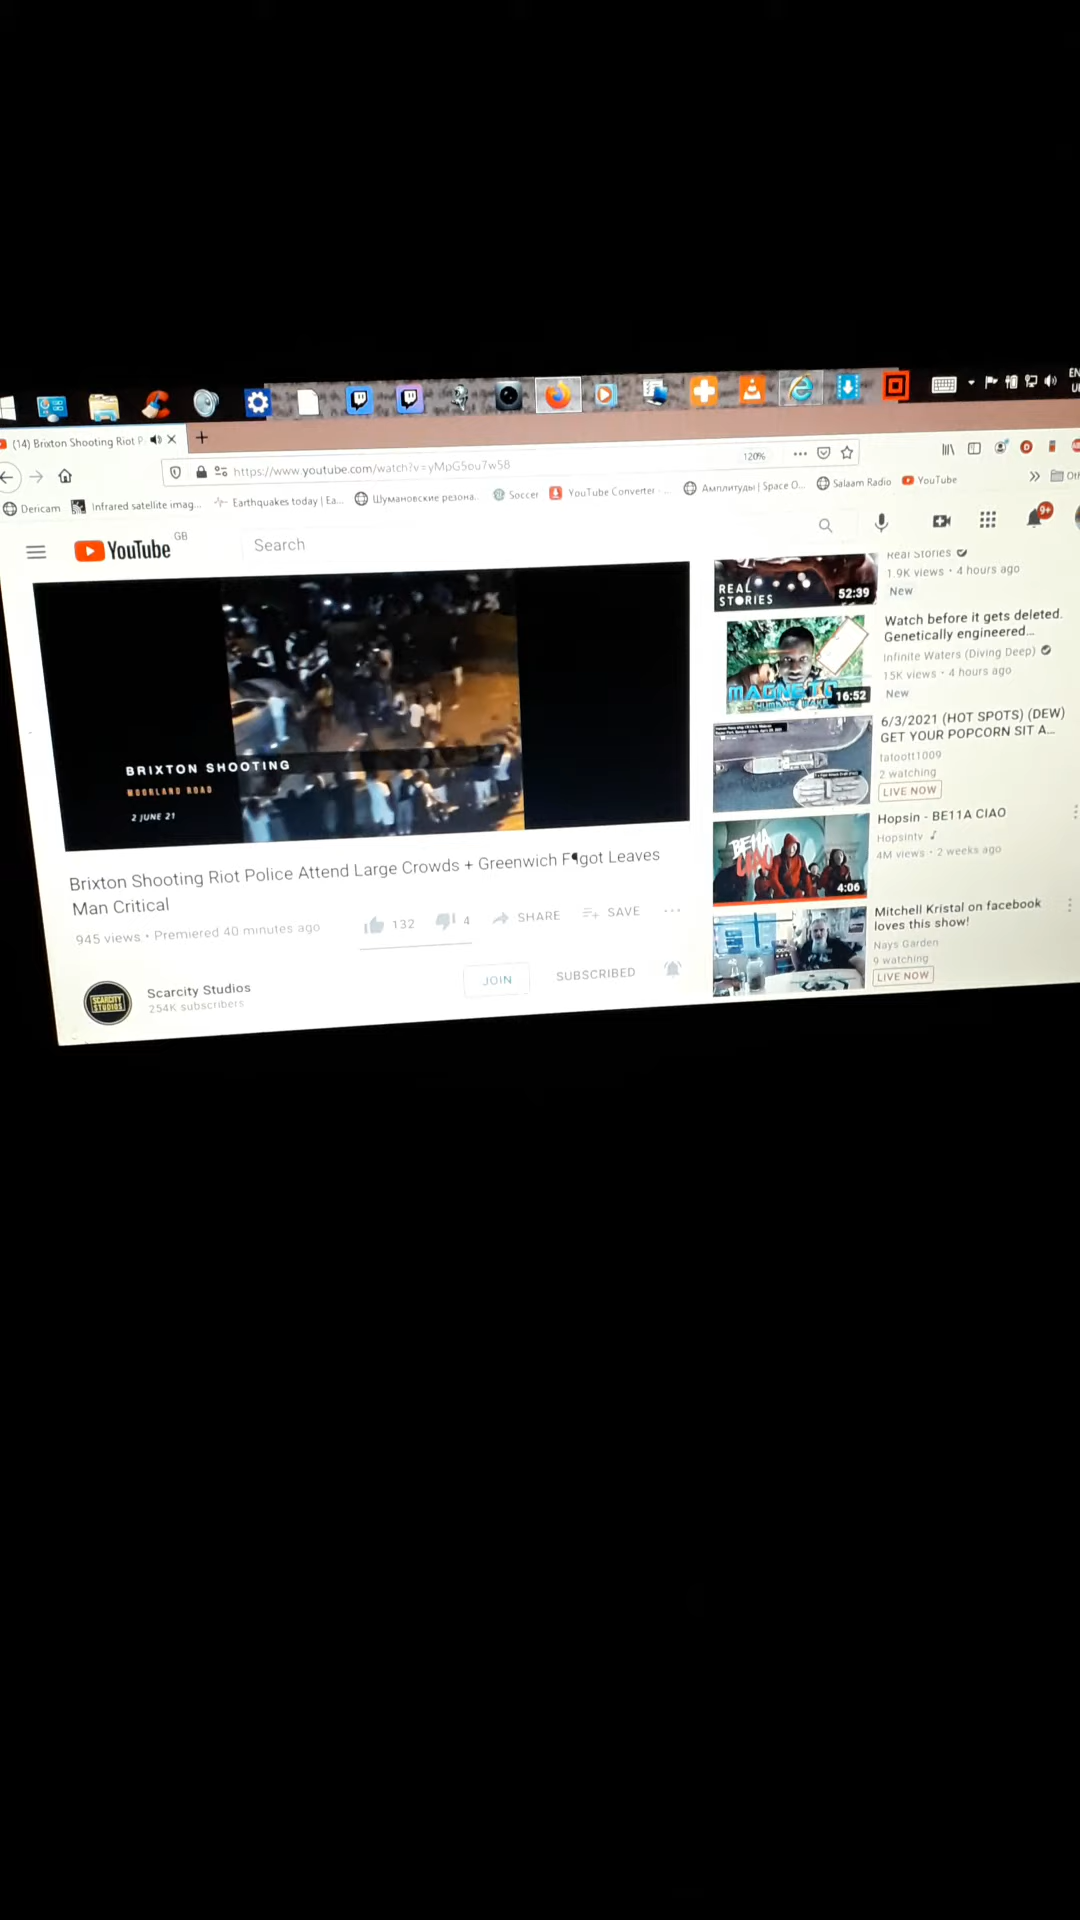 EN
(14) Brixton Shooting Riot P
https://www.youtube.com/watch?v=yMpG5ou7w58
120%
Dericam
Infrared satellite imag...
Earthquakes today | Ea...
Шумановские резона...
Soccer
YouTube Converter - ...
Амплитуды | Space O...
Salaam Radio
YouTube
YouTube GB
Search
9+
BRIXTON SHOOTING
MOORLAND ROAD
2 JUNE 21
Brixton Shooting Riot Police Attend Large Crowds + Greenwich F¶got Leaves
Man Critical
945 views • Premiered 40 minutes ago
132
4
SHARE
SAVE
SCARCITY
STUDIOS
Scarcity Studios
254K subscribers
JOIN
SUBSCRIBED
REAL
STORIES
52:39
Real Stories
1.9K views • 4 hours ago
New
16:52
Watch before it gets deleted.
Genetically engineered...
Infinite Waters (Diving Deep)
15K views • 4 hours ago
New
6/3/2021 (HOT SPOTS) (DEW)
GET YOUR POPCORN SIT A...
tatoott1009
2 watching
LIVE NOW
4:06
Hopsin - BE11A CIAO
Hopsintv
4M views • 2 weeks ago
Mitchell Kristal on facebook
loves this show!
Nays Garden
9 watching
LIVE NOW